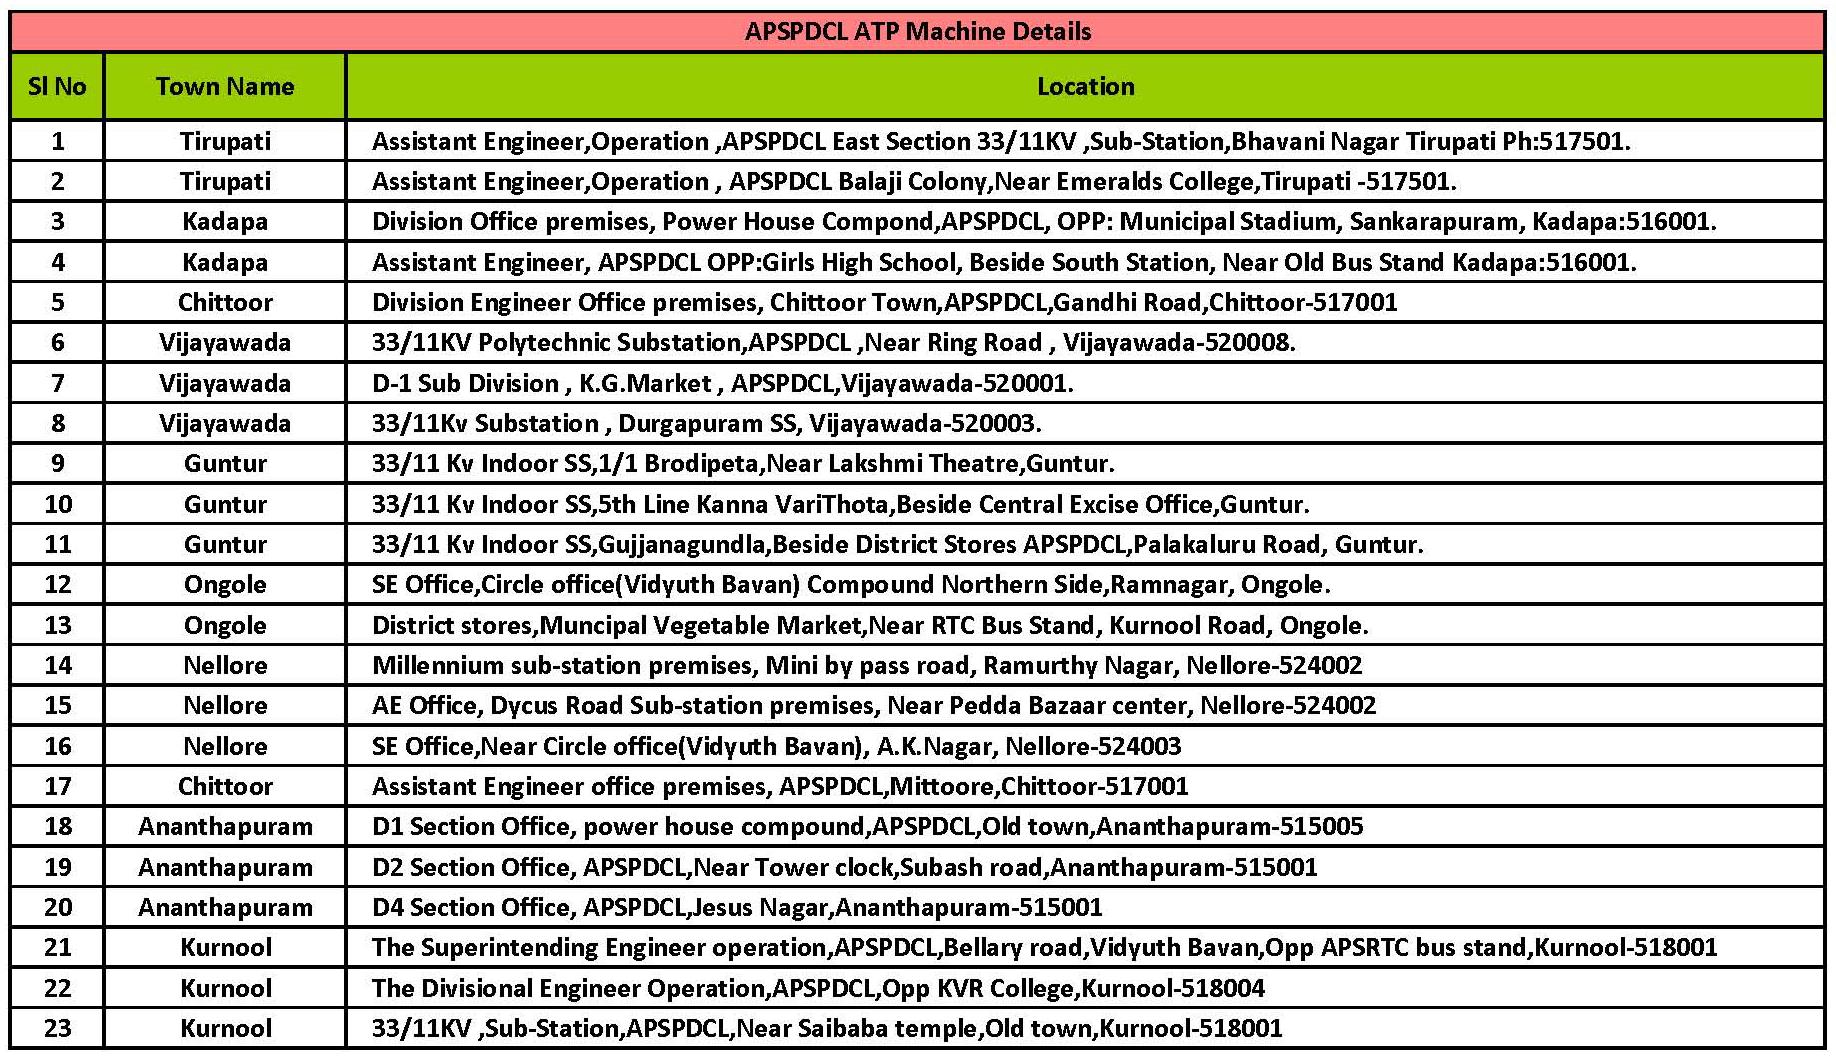 APSPDCL ATP Machine Details
Sl No Town Name Location
1 Tirupati Assistant Engineer,Operation ,APSPDCL East Section 33/11KV ,Sub-Station,Bhavani Nagar Tirupati Ph:517501.
2 Tirupati Assistant Engineer,Operation , APSPDCL Balaji Colony,Near Emeralds College,Tirupati -517501.
3 Kadapa Division Office premises, Power House Compond,APSPDCL, OPP: Municipal Stadium, Sankarapuram, Kadapa:516001.
4 Kadapa Assistant Engineer, APSPDCL OPP:Girls High School, Beside South Station, Near Old Bus Stand Kadapa:516001.
5 Chittoor Division Engineer Office premises, Chittoor Town,APSPDCL,Gandhi Road,Chittoor-517001
6 Vijayawada 33/11KV Polytechnic Substation,APSPDCL ,Near Ring Road , Vijayawada-520008.
7 Vijayawada D-1 Sub Division , K.G.Market , APSPDCL,Vijayawada-520001.
8 Vijayawada 33/11Kv Substation , Durgapuram SS, Vijayawada-520003.
9 Guntur 33/11 Kv Indoor SS,1/1 Brodipeta,Near Lakshmi Theatre,Guntur.
10 Guntur 33/11 Kv Indoor SS,5th Line Kanna VariThota,Beside Central Excise Office,Guntur.
11 Guntur 33/11 Kv Indoor SS,Gujjanagundla,Beside District Stores APSPDCL,Palakaluru Road, Guntur.
12 Ongole SE Office,Circle office(Vidyuth Bavan) Compound Northern Side,Ramnagar, Ongole.
13 Ongole District stores,Muncipal Vegetable Market,Near RTC Bus Stand, Kurnool Road, Ongole.
14 Nellore Millennium sub-station premises, Mini by pass road, Ramurthy Nagar, Nellore-524002
15 Nellore AE Office, Dycus Road Sub-station premises, Near Pedda Bazaar center, Nellore-524002
16 Nellore SE Office,Near Circle office(Vidyuth Bavan), A.K.Nagar, Nellore-524003
17 Chittoor Assistant Engineer office premises, APSPDCL,Mittoore,Chittoor-517001
18 Ananthapuram D1 Section Office, power house compound,APSPDCL,Old town,Ananthapuram-515005
19 Ananthapuram D2 Section Office, APSPDCL,Near Tower clock,Subash road,Ananthapuram-515001
20 Ananthapuram D4 Section Office, APSPDCL,Jesus Nagar,Ananthapuram-515001
21 Kurnool The Superintending Engineer operation,APSPDCL,Bellary road,Vidyuth Bavan,Opp APSRTC bus stand,Kurnool-518001
22 Kurnool The Divisional Engineer Operation,APSPDCL,Opp KVR College,Kurnool-518004
23 Kurnool 33/11KV ,Sub-Station,APSPDCL,Near Saibaba temple,Old town,Kurnool-518001